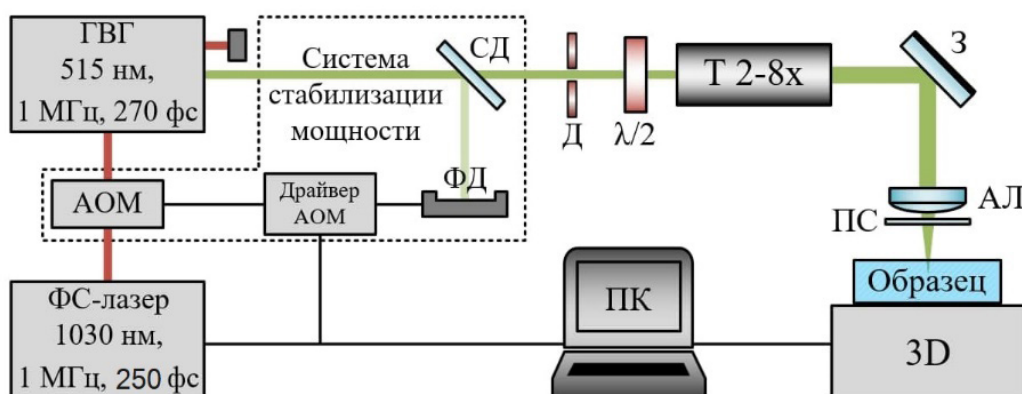 ГВГ
515 нм,
1 МГц, 270 фс
Система
стабилизации
мощности
СД
Д
λ/2
Т 2-8x
З
АОМ
Драйвер
АОМ
ФД
ПС
АЛ
Образец
ФС-лазер
1030 нм,
1 МГц, 250 фс
ПК
3D